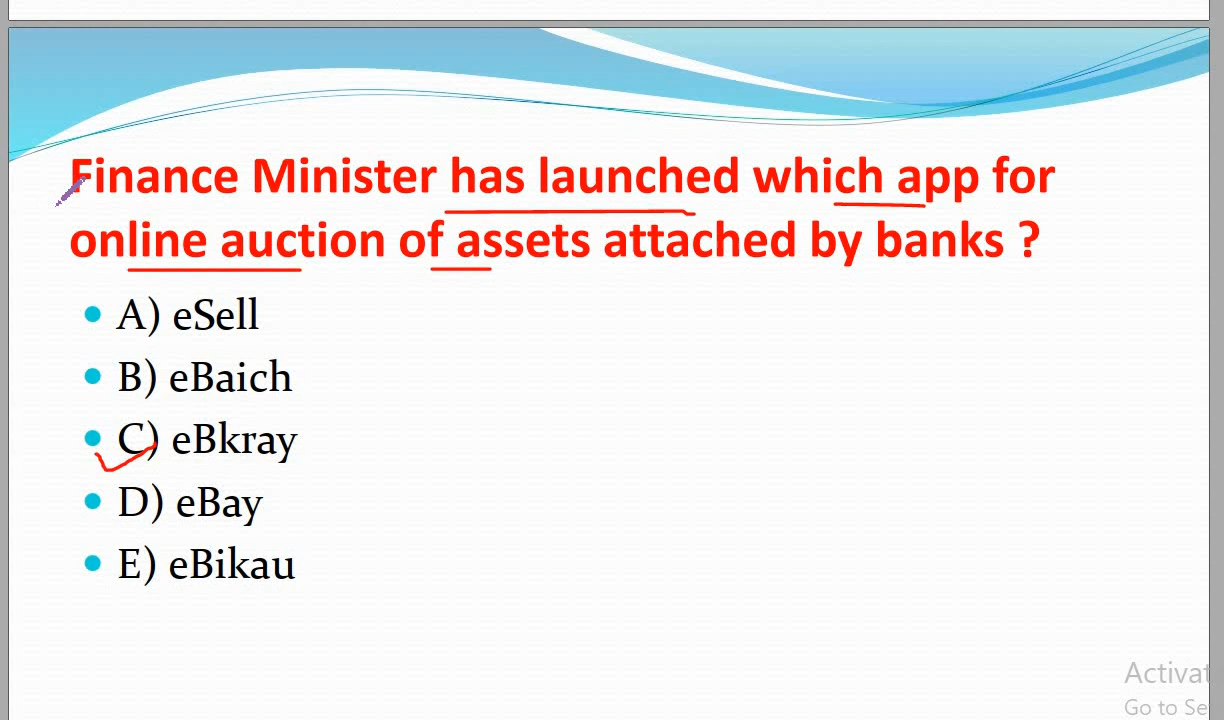 Finance Minister has launched which app for
online auction of assets attached by banks ?
A) eSell
B) eBaich
C) eBkray
D) eBay
E) eBikau
Activat
Go to Se